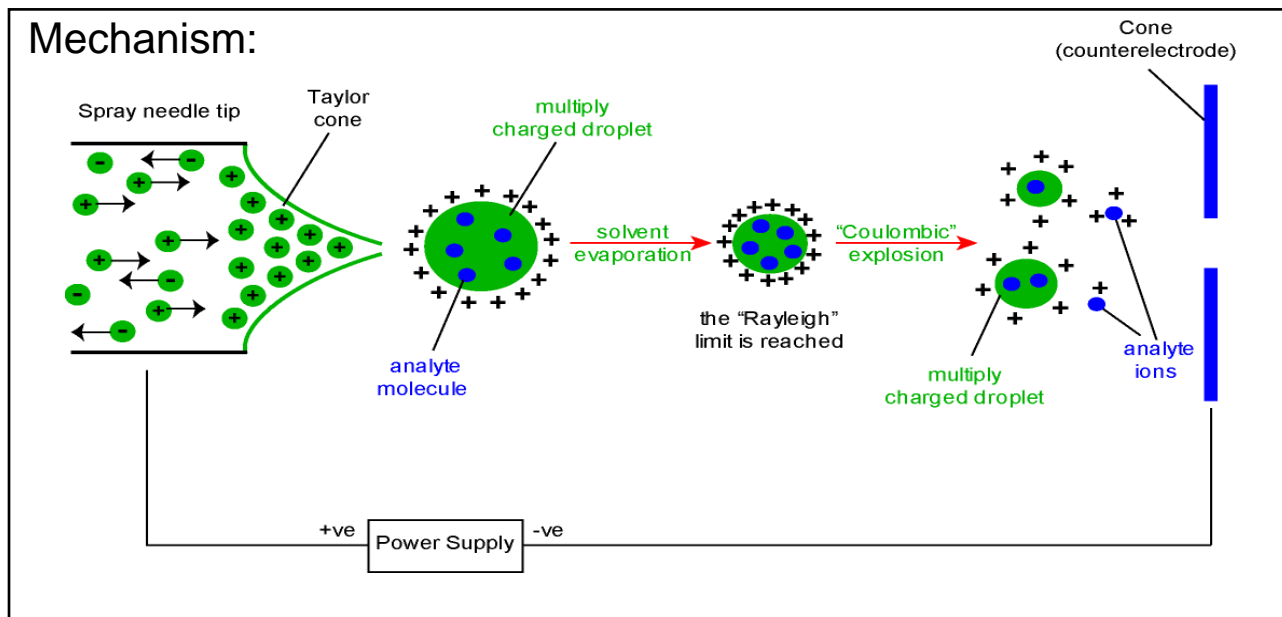 Mechanism:
Cone
(counterelectrode)
Spray needle tip
Taylor
cone
multiply
charged droplet
solvent
evaporation
"Coulombic"
explosion
the "Rayleigh"
limit is reached
analyte
molecule
multiply
charged droplet
analyte
ions
+ve
Power Supply
-ve